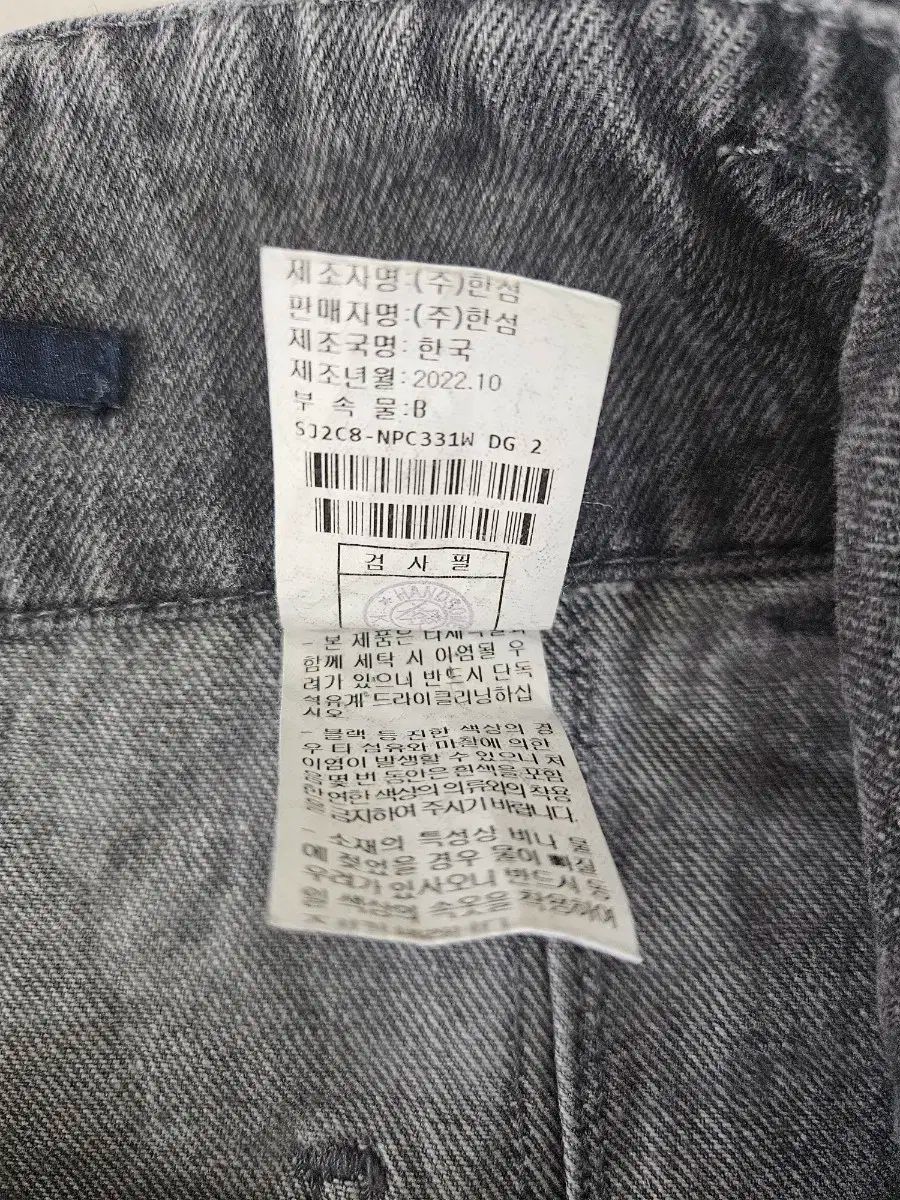 제조사명:(주)한섬
판매자명:(주)한섬
제조국명: 한국
제조년월: 2022.10
부 속 물:B
SJ2C8-NPC331W DG 2
검 사 필
HANDS
- 본 제품은
함께 세탁 시 이염될 우
려가 있으니 반드시 단독
석유계 드라이클리닝하십
시오
- 블랙 등 진한 색상의 경
우 타 섬유와 마찰에 의한
이염이 발생할 수 있으니 처
음 몇 번 동안은 흰색을 포함
한 연한 색상의 의류와의 착용
을 금지하여 주시기 바랍니다.
- 소재의 특성상 비나 물
에 젖었을 경우 물이 빠질
우려가 있사오니 반드시 동
일 색상의 속옷을 착용하여